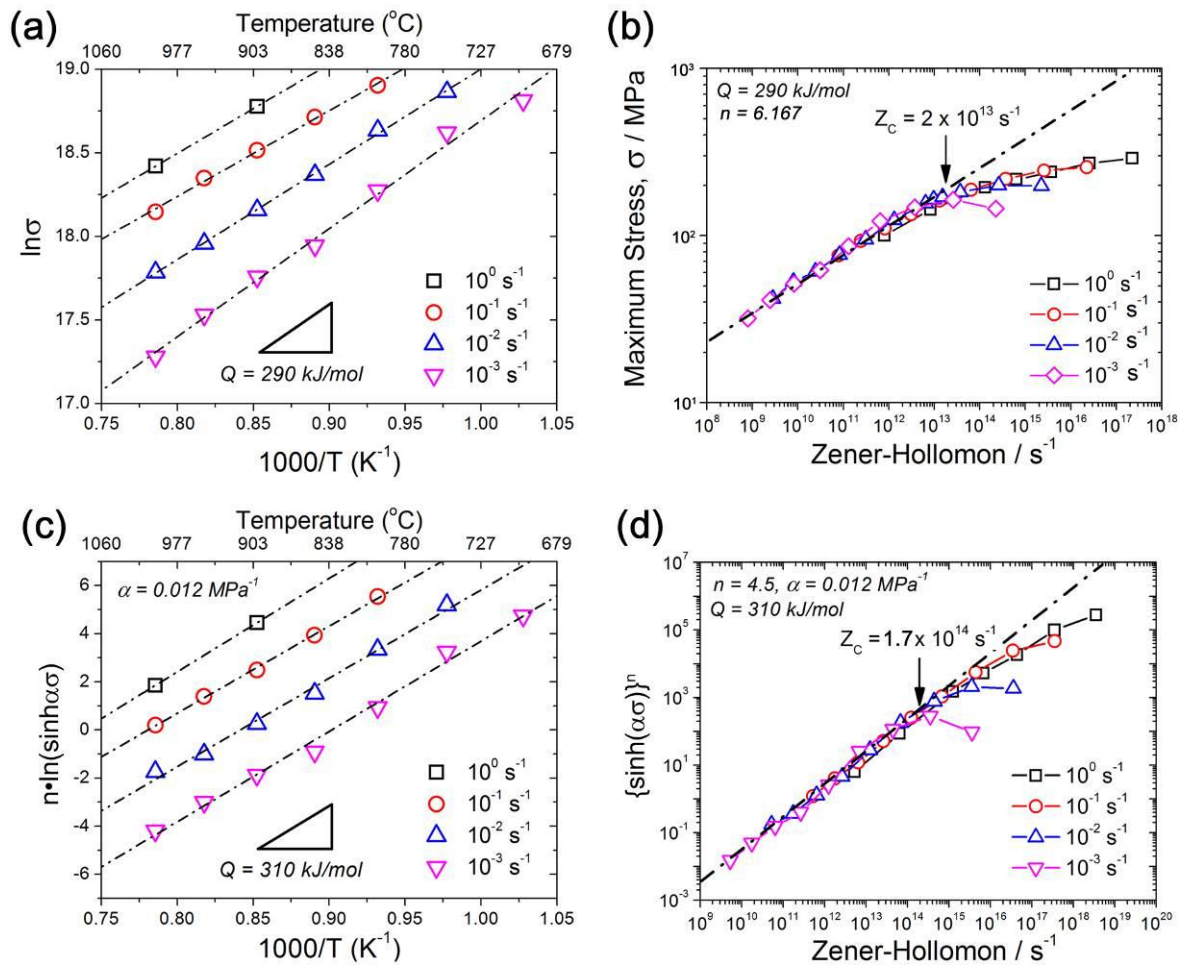 (a)
Temperature (°C)
1060 977 903 838 780 727 679
19.0
18.5
18.0
17.5
17.0
lnσ
10⁰ s⁻¹
10⁻¹ s⁻¹
10⁻² s⁻¹
10⁻³ s⁻¹
Q = 290 kJ/mol
0.75 0.80 0.85 0.90 0.95 1.00 1.05
1000/T (K⁻¹)
(b)
Q = 290 kJ/mol
n = 6.167
Z_C = 2 x 10¹³ s⁻¹
10³
10²
10¹
Maximum Stress, σ / MPa
10⁰ s⁻¹
10⁻¹ s⁻¹
10⁻² s⁻¹
10⁻³ s⁻¹
10⁸ 10⁹ 10¹⁰ 10¹¹ 10¹² 10¹³ 10¹⁴ 10¹⁵ 10¹⁶ 10¹⁷ 10¹⁸
Zener-Hollomon / s⁻¹
(c)
Temperature (°C)
1060 977 903 838 780 727 679
α = 0.012 MPa⁻¹
6
4
2
0
-2
-4
-6
n•ln(sinhασ)
10⁰ s⁻¹
10⁻¹ s⁻¹
10⁻² s⁻¹
10⁻³ s⁻¹
Q = 310 kJ/mol
0.75 0.80 0.85 0.90 0.95 1.00 1.05
1000/T (K⁻¹)
(d)
n = 4.5, α = 0.012 MPa⁻¹
Q = 310 kJ/mol
Z_C = 1.7x 10¹⁴ s⁻¹
10⁷
10⁵
10³
10¹
10⁻¹
10⁻³
{sinh(ασ)}ⁿ
10⁰ s⁻¹
10⁻¹ s⁻¹
10⁻² s⁻¹
10⁻³ s⁻¹
10⁹ 10¹⁰ 10¹¹ 10¹² 10¹³ 10¹⁴ 10¹⁵ 10¹⁶ 10¹⁷ 10¹⁸ 10¹⁹ 10²⁰
Zener-Hollomon / s⁻¹